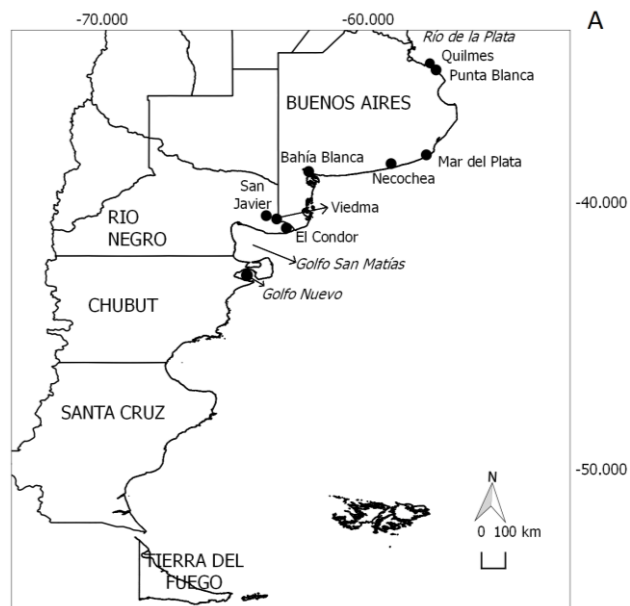 -70.000
-60.000
A
Río de la Plata
Quilmes
Punta Blanca
BUENOS AIRES
Bahía Blanca
Mar del Plata
Necochea
San
Javier
Viedma
-40.000
RIO
NEGRO
El Condor
Golfo San Matías
Golfo Nuevo
CHUBUT
SANTA CRUZ
-50.000
N
0 100 km
TIERRA DEL
FUEGO